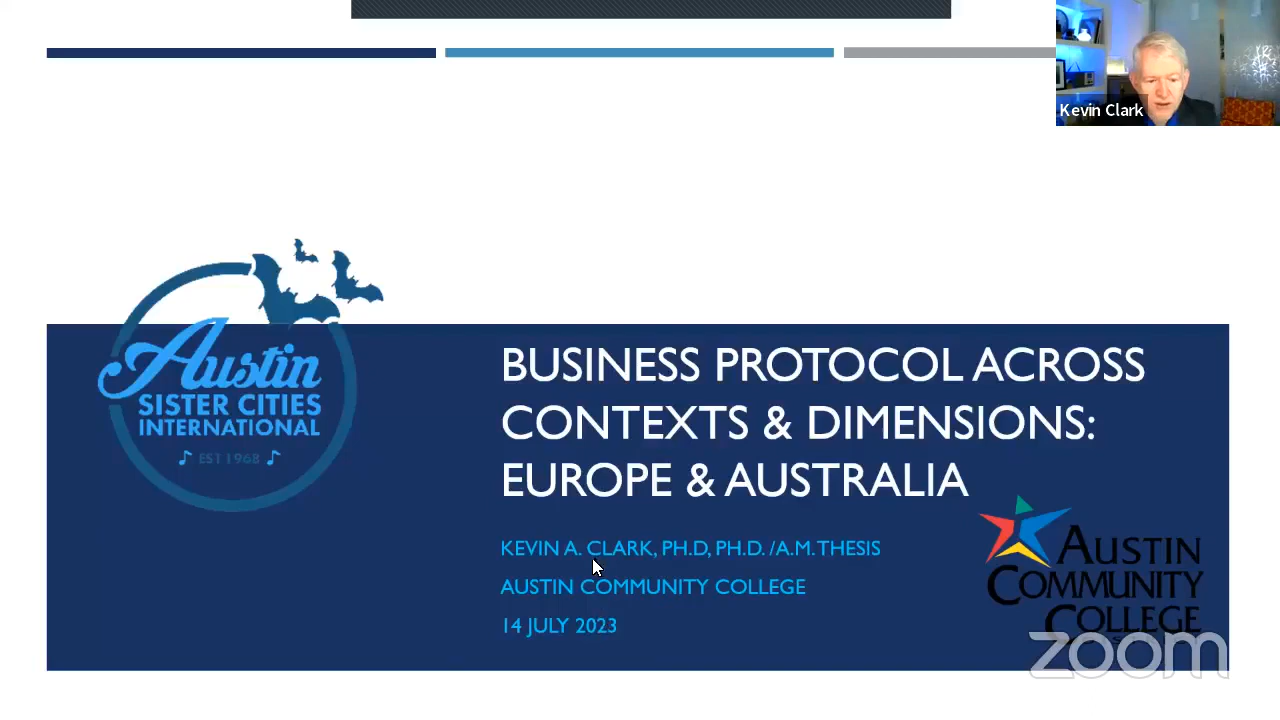 Kevin Clark
Austin
SISTER CITIES
INTERNATIONAL
EST 1968
BUSINESS PROTOCOL ACROSS
CONTEXTS & DIMENSIONS:
EUROPE & AUSTRALIA
KEVIN A. CLARK, PH.D, PH.D. /A.M. THESIS
AUSTIN COMMUNITY COLLEGE
14 JULY 2023
AUSTIN
COMMUNITY
COLLEGE
zoom